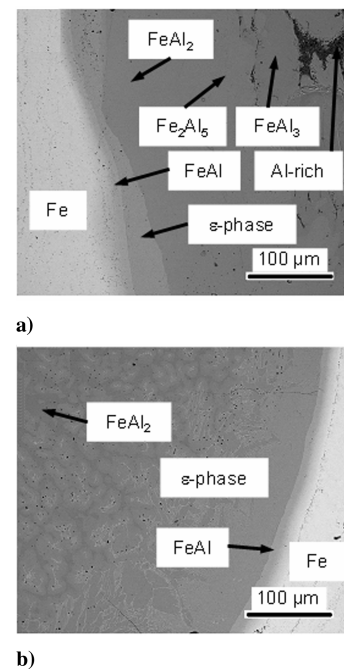 FeAl2
Fe2Al5
FeAl3
FeAl
Al-rich
Fe
ε-phase
100 µm
a)
FeAl2
ε-phase
FeAl
Fe
100 µm
b)